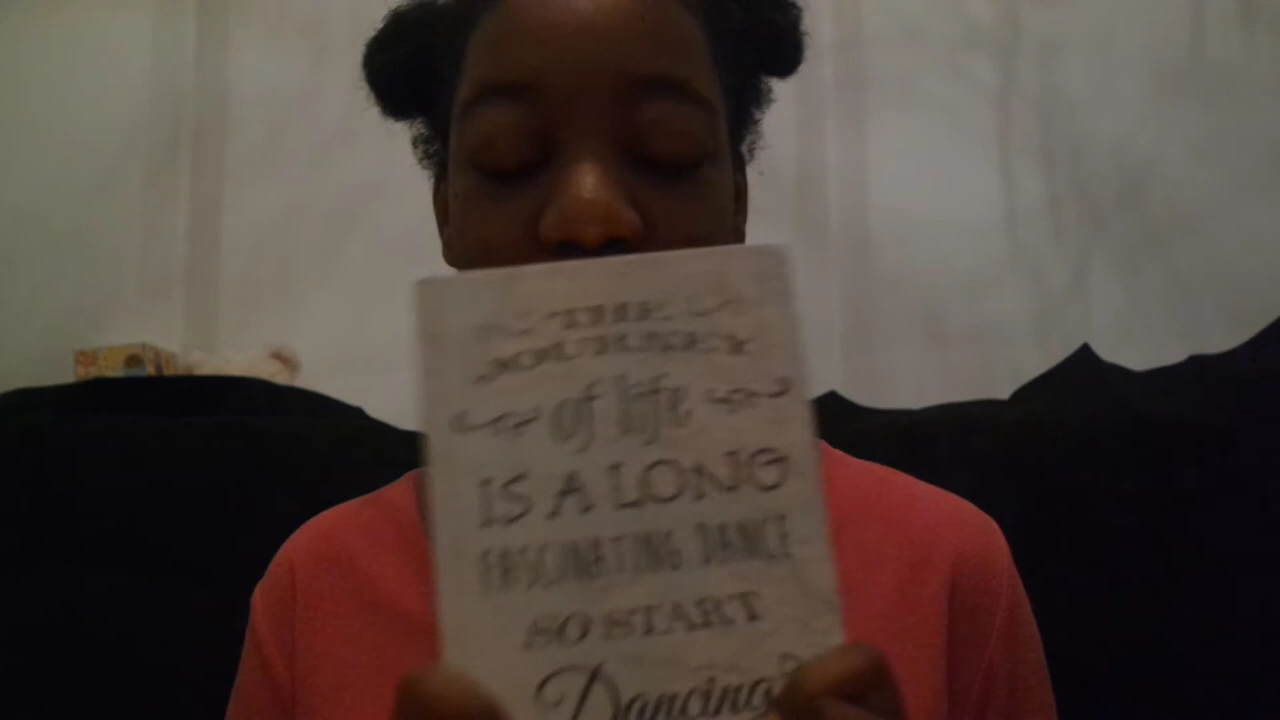 THE
JOURNEY
of life
IS A LONG
FASCINATING DANCE
SO START
Dancing